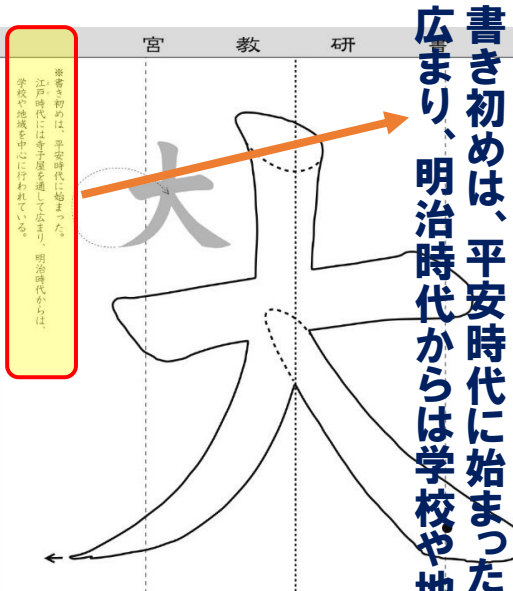 宮 教 研 書
書き初めは、平安時代に始まった
広まり、明治時代からは学校や地
大
大
※書き初めは、平安時代に始まった。
江戸時代には寺子屋を通して広まり、明治時代からは、
学校や地域を中心に行われている。